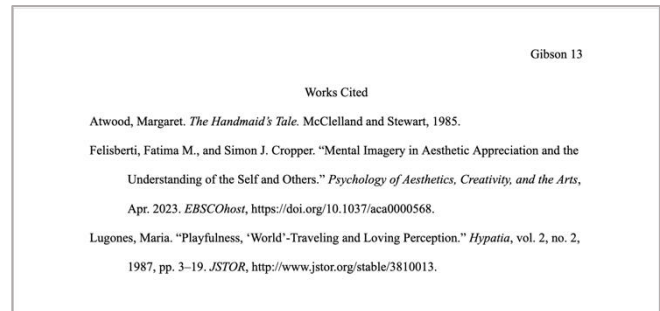 Gibson 13
Works Cited
Atwood, Margaret. The Handmaid’s Tale. McClelland and Stewart, 1985.
Felisberti, Fatima M., and Simon J. Cropper. “Mental Imagery in Aesthetic Appreciation and the
Understanding of the Self and Others.” Psychology of Aesthetics, Creativity, and the Arts,
Apr. 2023. EBSCOhost, https://doi.org/10.1037/aca0000568.
Lugones, Maria. “Playfulness, ‘World’-Traveling and Loving Perception.” Hypatia, vol. 2, no. 2,
1987, pp. 3–19. JSTOR, http://www.jstor.org/stable/3810013.